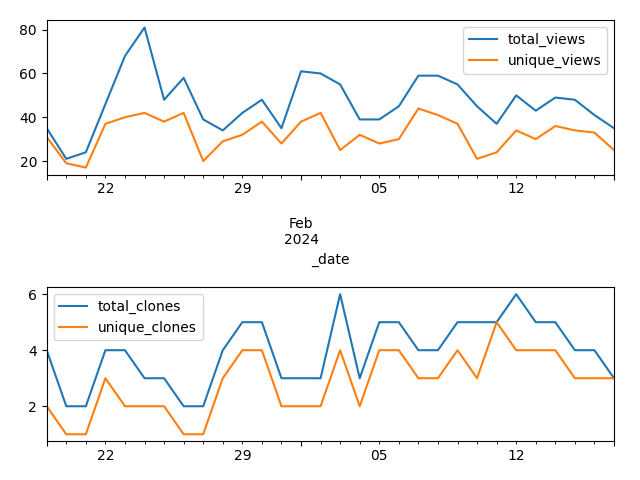 80
60
40
20
total_views
unique_views
22
29
05
12
Feb
2024
_date
6
4
2
total_clones
unique_clones
22
29
05
12